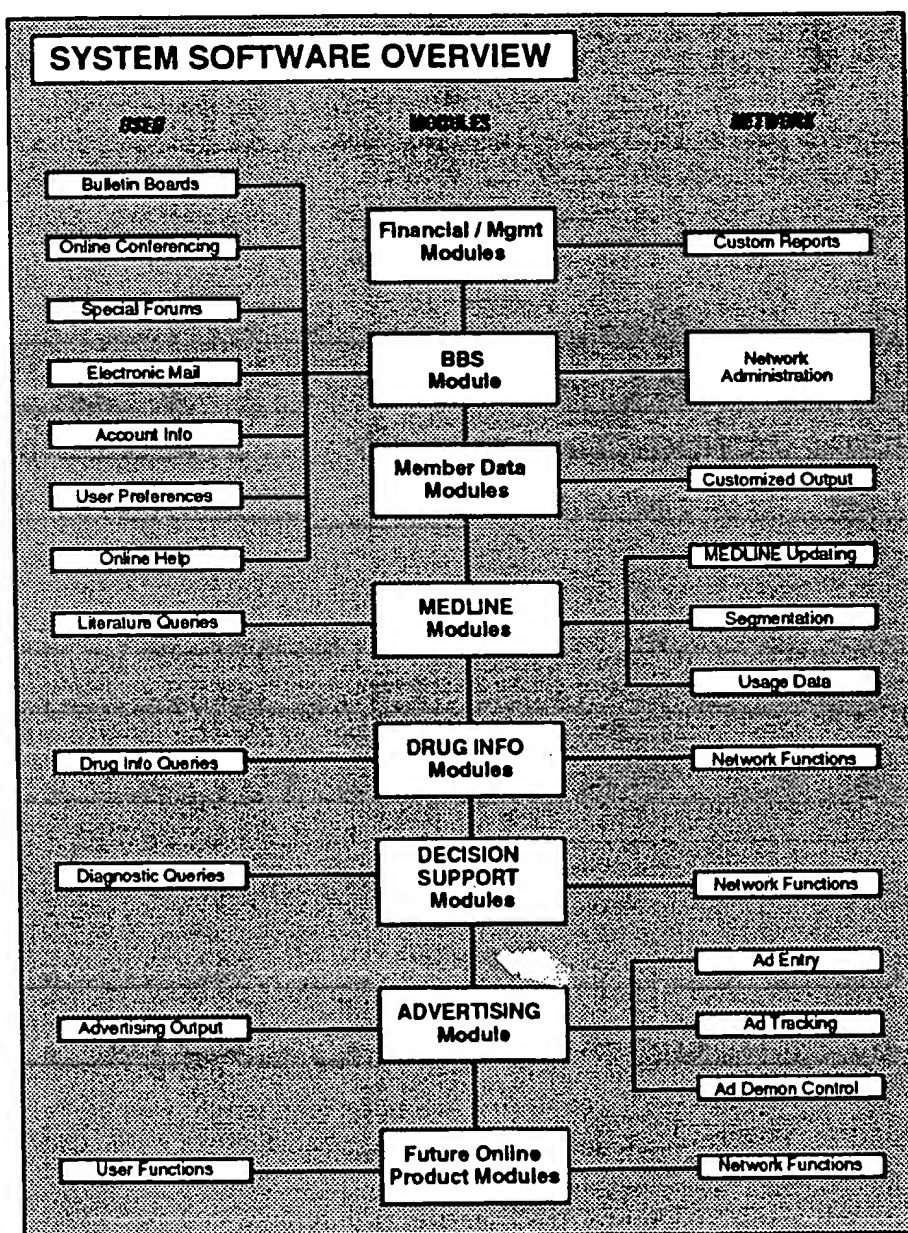 SYSTEM SOFTWARE OVERVIEW
USER
MODULES
NETWORK
Bulletin Boards
Online Conferencing
Special Forums
Electronic Mail
Account Info
User Preferences
Online Help
Literature Queries
Drug Info Queries
Diagnostic Queries
Advertising Output
User Functions
Financial / Mgmt
Modules
BBS
Module
Member Data
Modules
MEDLINE
Modules
DRUG INFO
Modules
DECISION
SUPPORT
Modules
ADVERTISING
Module
Future Online
Product Modules
Custom Reports
Network
Administration
Customized Output
MEDLINE Updating
Segmentation
Usage Data
Network Functions
Network Functions
Ad Entry
Ad Tracking
Ad Demon Control
Network Functions